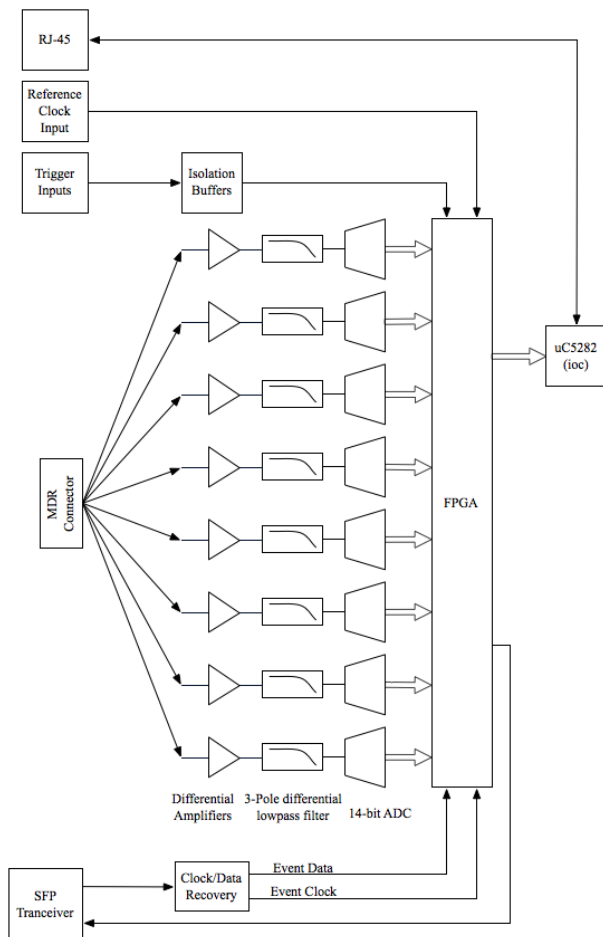 RJ-45
Reference
Clock
Input
Trigger
Inputs
Isolation
Buffers
uC5282
(ioc)
MDR
Connector
FPGA
Differential
Amplifiers
3-Pole differential
lowpass filter
14-bit ADC
SFP
Tranceiver
Clock/Data
Recovery
Event Data
Event Clock